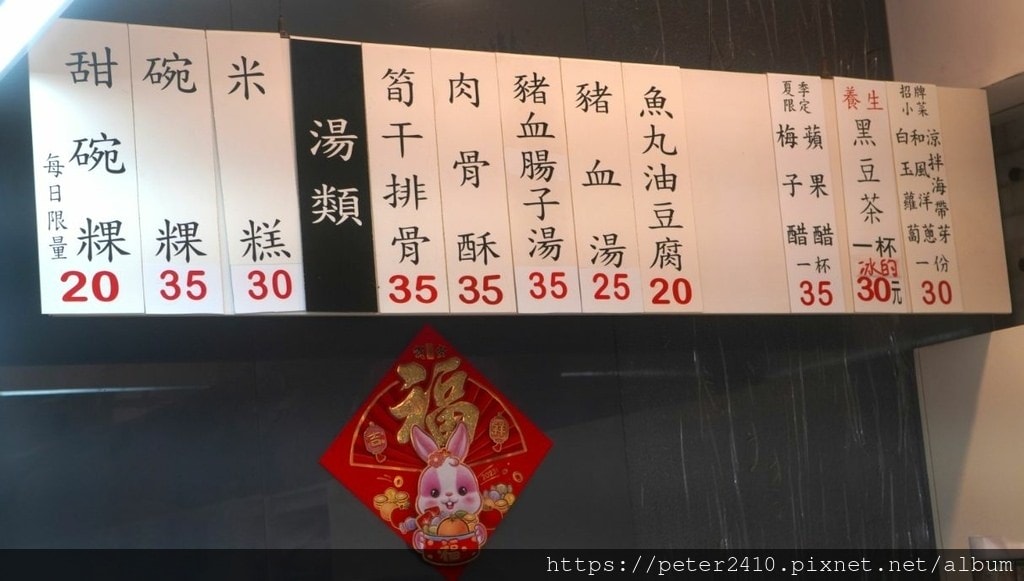 甜碗粿
每日限量
20
碗粿
35
米糕
30
湯類
筍干排骨
35
肉骨酥
35
豬血腸子湯
35
豬血湯
25
魚丸油豆腐
20
夏季限定
蘋果醋
梅子醋
一杯
35
養生
黑豆茶
一杯
冰的
30元
招牌小菜
涼拌海帶芽
和風洋蔥
白玉蘿蔔
一份
30
福
福
https://peter2410.pixnet.net/album